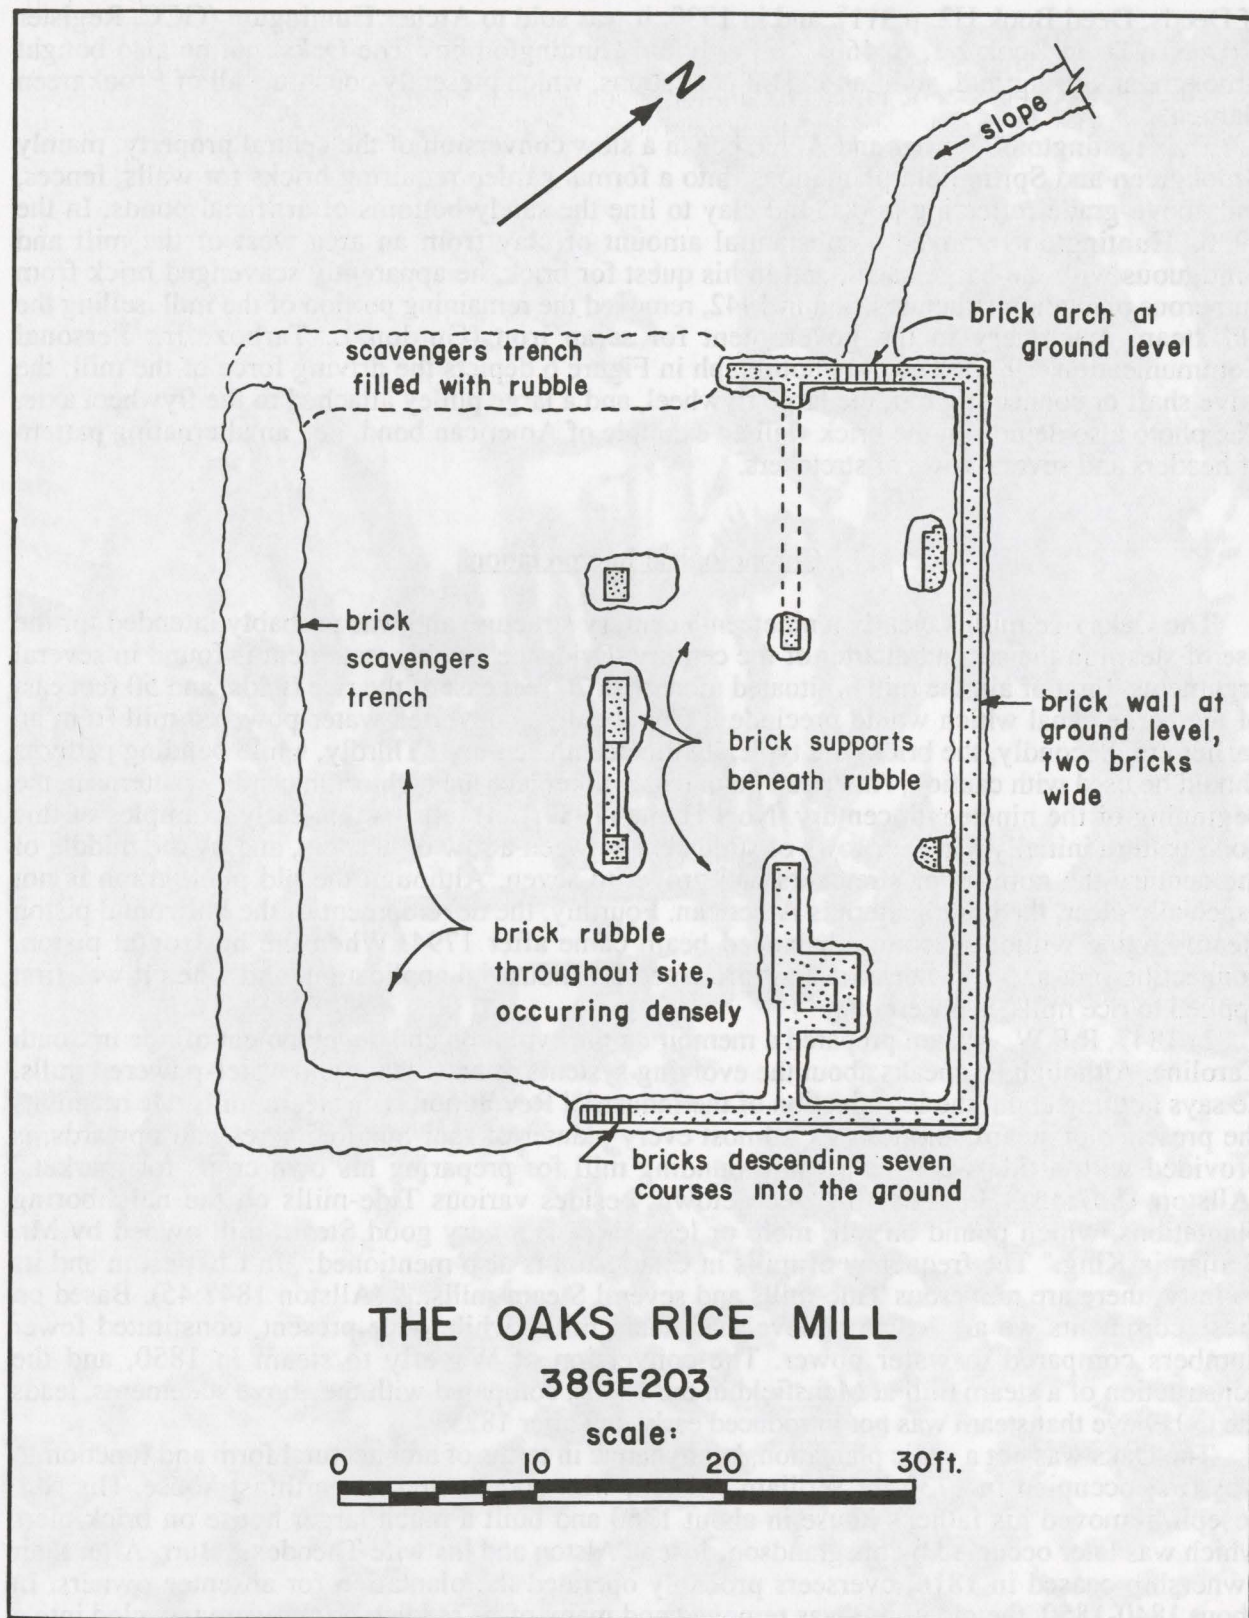 N
slope
brick arch at
ground level
scavengers trench
filled with rubble
brick
scavengers
trench
brick supports
beneath rubble
brick wall at
ground level,
two bricks
wide
brick rubble
throughout site,
occurring densely
bricks descending seven
courses into the ground
THE OAKS RICE MILL
38GE203
scale:
0 10 20 30ft.